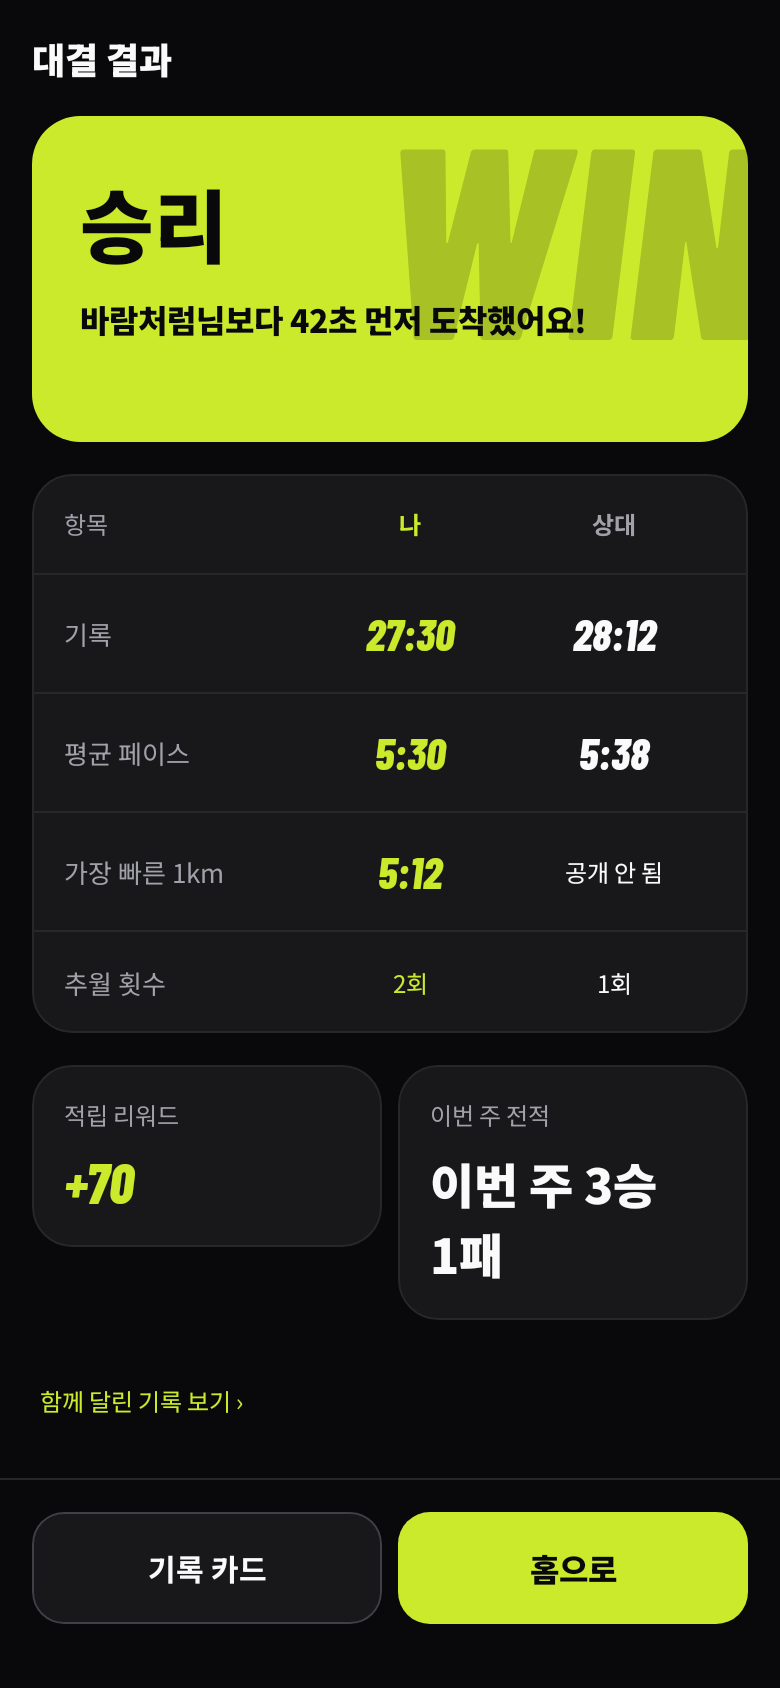 대결 결과
WIN
승리
바람처럼님보다 42초 먼저 도착했어요!
항목 나 상대
기록 27:30 28:12
평균 페이스 5:30 5:38
가장 빠른 1km 5:12 공개 안 됨
추월 횟수 2회 1회
적립 리워드
+70
이번 주 전적
이번 주 3승
1패
함께 달린 기록 보기 ›
기록 카드
홈으로